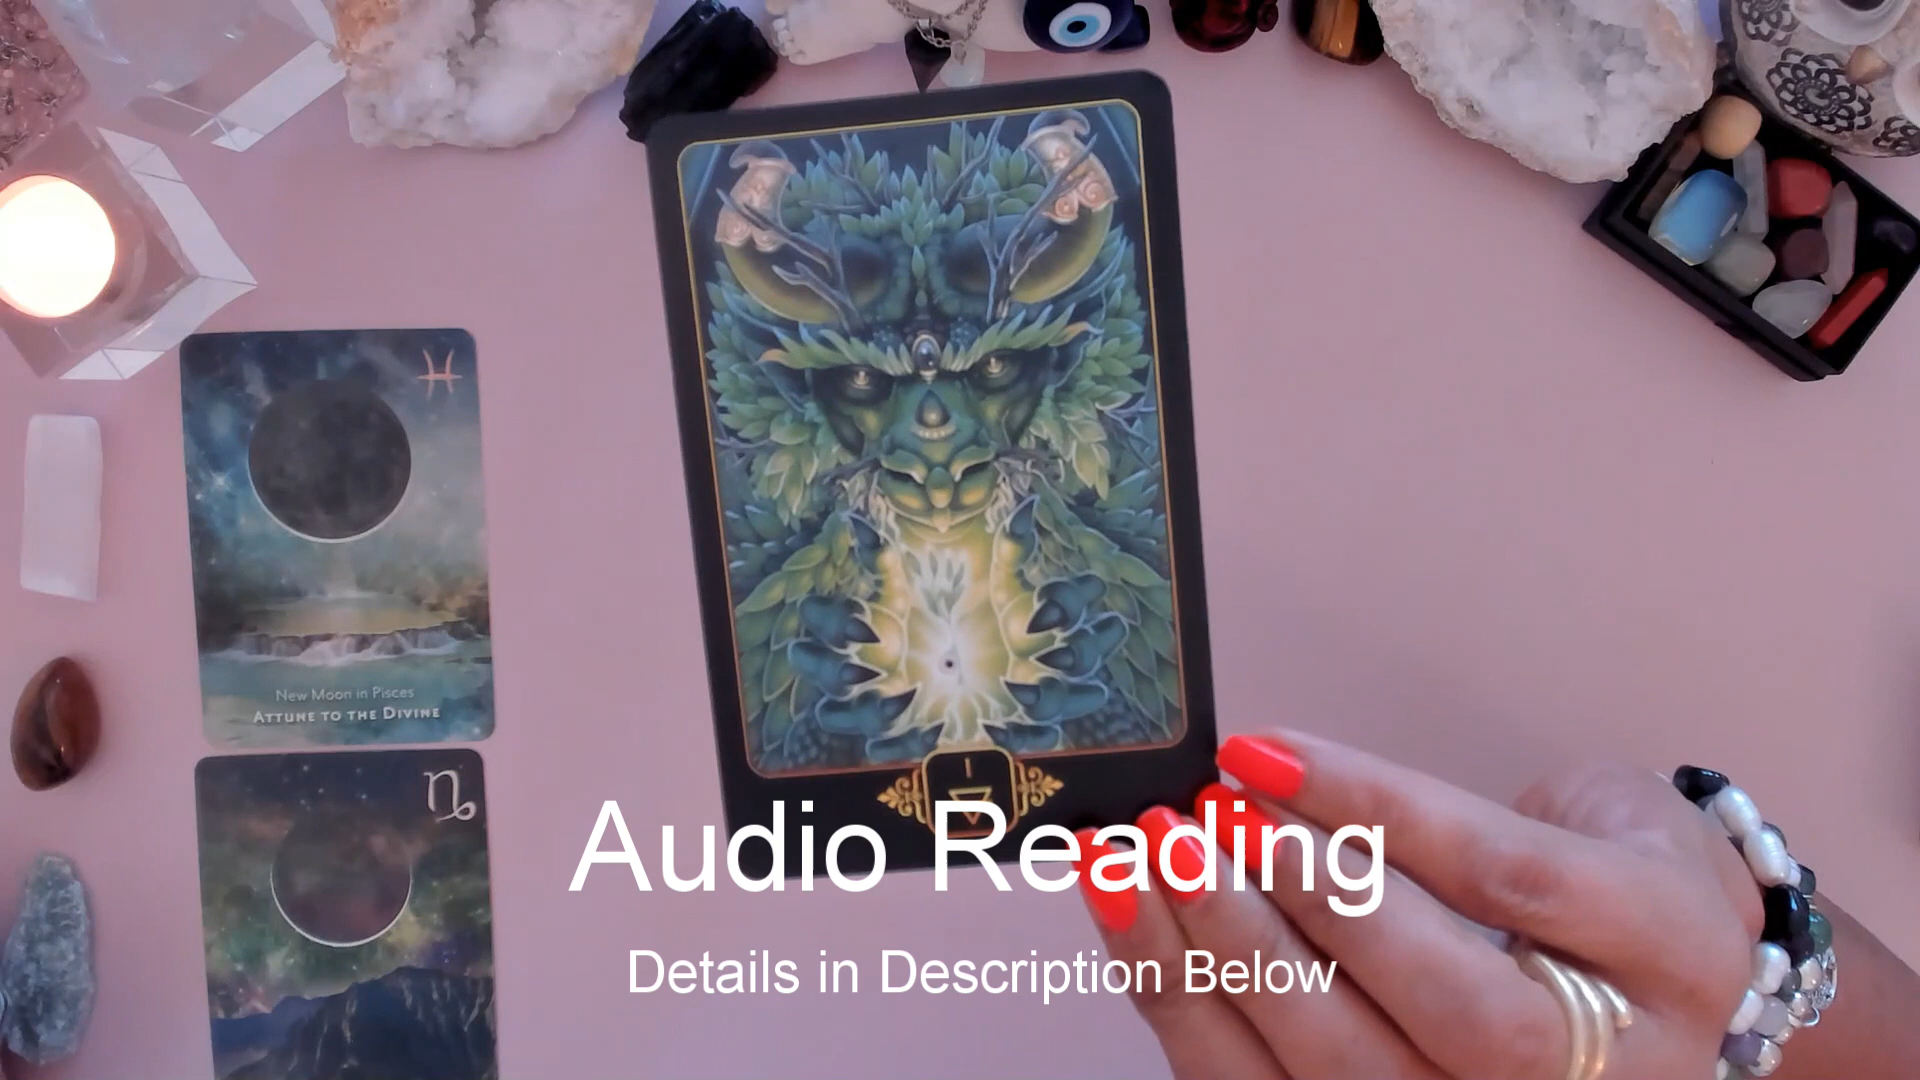 New Moon in Pisces
ATTUNE TO THE DIVINE
I
Audio Reading
Details in Description Below